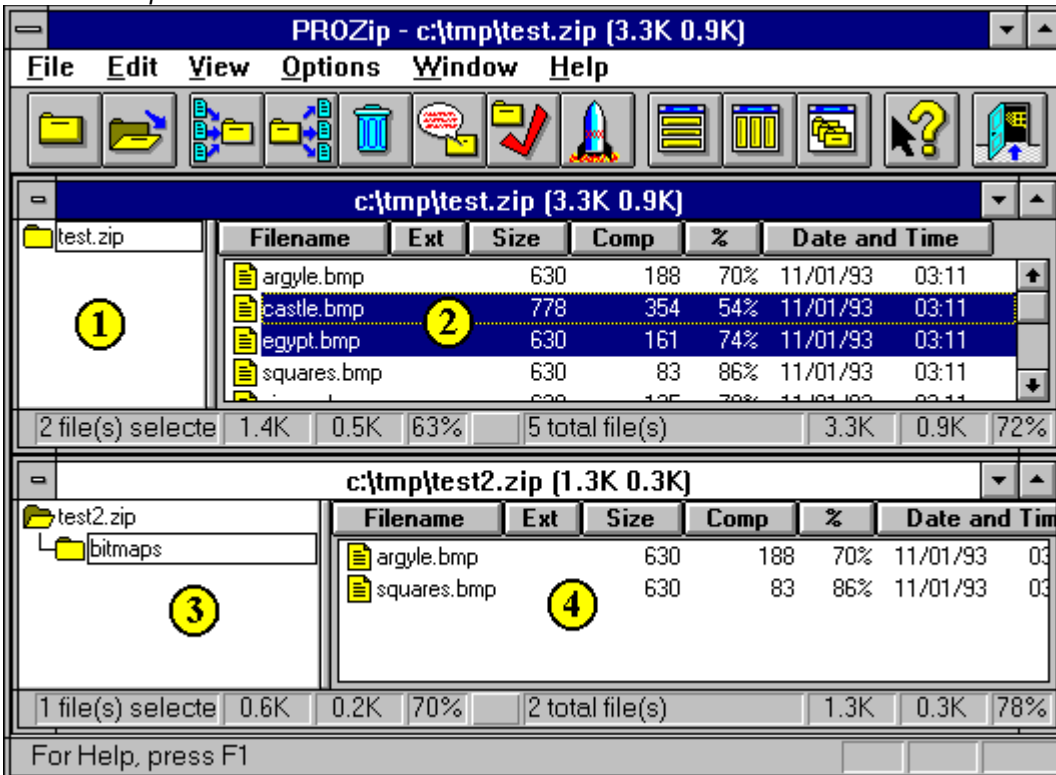 PROZip - c:\tmp\test.zip (3.3K 0.9K)
File Edit View Options Window Help
c:\tmp\test.zip (3.3K 0.9K)
test.zip
Filename Ext Size Comp % Date and Time
argyle.bmp 630 188 70% 11/01/93 03:11
castle.bmp 778 354 54% 11/01/93 03:11
egypt.bmp 630 161 74% 11/01/93 03:11
squares.bmp 630 83 86% 11/01/93 03:11
1
2
2 file(s) selecte 1.4K 0.5K 63% 5 total file(s) 3.3K 0.9K 72%
c:\tmp\test2.zip (1.3K 0.3K)
test2.zip
bitmaps
Filename Ext Size Comp % Date and Tim
argyle.bmp 630 188 70% 11/01/93 03
squares.bmp 630 83 86% 11/01/93 03
3
4
1 file(s) selecte 0.6K 0.2K 70% 2 total file(s) 1.3K 0.3K 78%
For Help, press F1